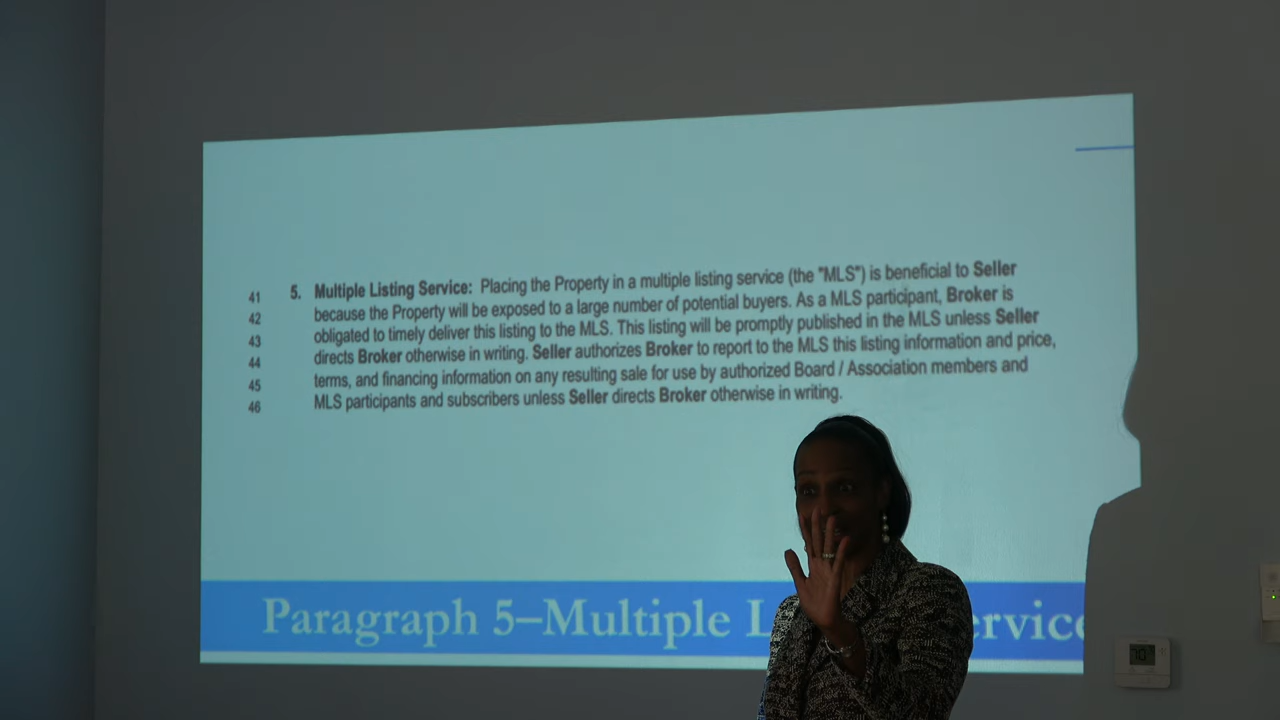 41 5. Multiple Listing Service: Placing the Property in a multiple listing service (the "MLS") is beneficial to Seller
42 because the Property will be exposed to a large number of potential buyers. As a MLS participant, Broker is
43 obligated to timely deliver this listing to the MLS. This listing will be promptly published in the MLS unless Seller
44 directs Broker otherwise in writing. Seller authorizes Broker to report to the MLS this listing information and price,
45 terms, and financing information on any resulting sale for use by authorized Board / Association members and
46 MLS participants and subscribers unless Seller directs Broker otherwise in writing.
Paragraph 5–Multiple L ervice
70